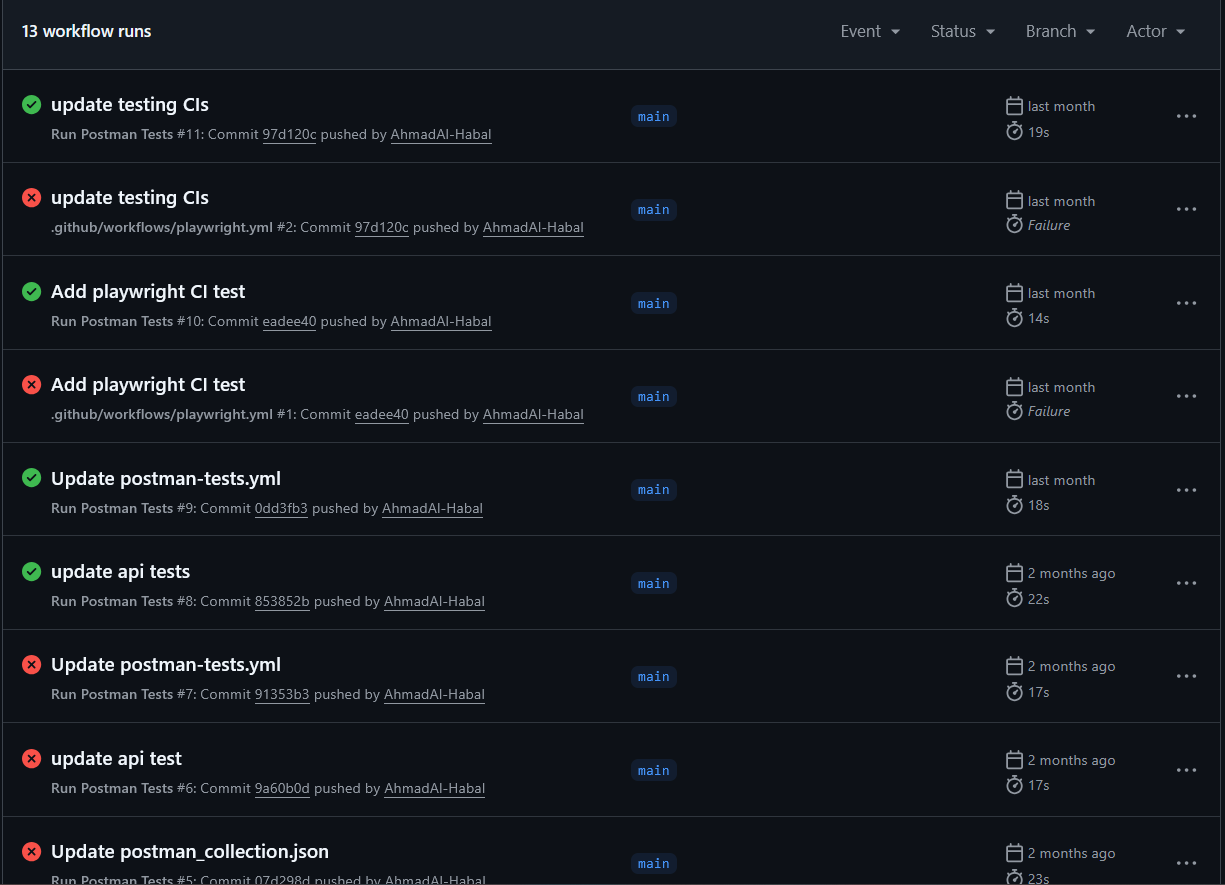 13 workflow runs
Event Status Branch Actor
update testing CIs
Run Postman Tests #11: Commit 97d120c pushed by AhmadAl-Habal
main
last month
19s
update testing CIs
.github/workflows/playwright.yml #2: Commit 97d120c pushed by AhmadAl-Habal
main
last month
Failure
Add playwright CI test
Run Postman Tests #10: Commit eadee40 pushed by AhmadAl-Habal
main
last month
14s
Add playwright CI test
.github/workflows/playwright.yml #1: Commit eadee40 pushed by AhmadAl-Habal
main
last month
Failure
Update postman-tests.yml
Run Postman Tests #9: Commit 0dd3fb3 pushed by AhmadAl-Habal
main
last month
18s
update api tests
Run Postman Tests #8: Commit 853852b pushed by AhmadAl-Habal
main
2 months ago
22s
Update postman-tests.yml
Run Postman Tests #7: Commit 91353b3 pushed by AhmadAl-Habal
main
2 months ago
17s
update api test
Run Postman Tests #6: Commit 9a60b0d pushed by AhmadAl-Habal
main
2 months ago
17s
Update postman_collection.json
Run Postman Tests #5: Commit 07d298d pushed by AhmadAl-Habal
main
2 months ago
23s